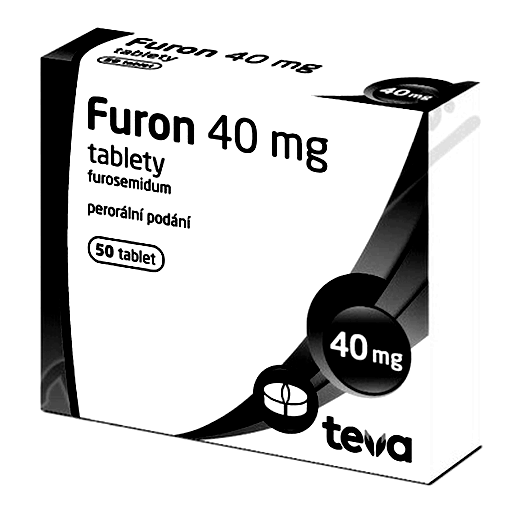 Furon 40 mg
tablety
50 tablet
40 mg
Furon 40 mg
tablety
furosemidum
perorální podání
50 tablet
40 mg
teva